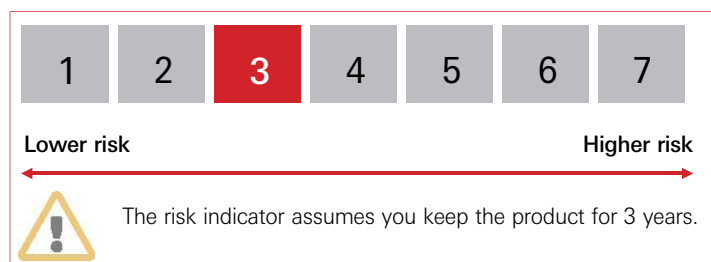 1 2 3 4 5 6 7
Lower risk Higher risk
The risk indicator assumes you keep the product for 3 years.